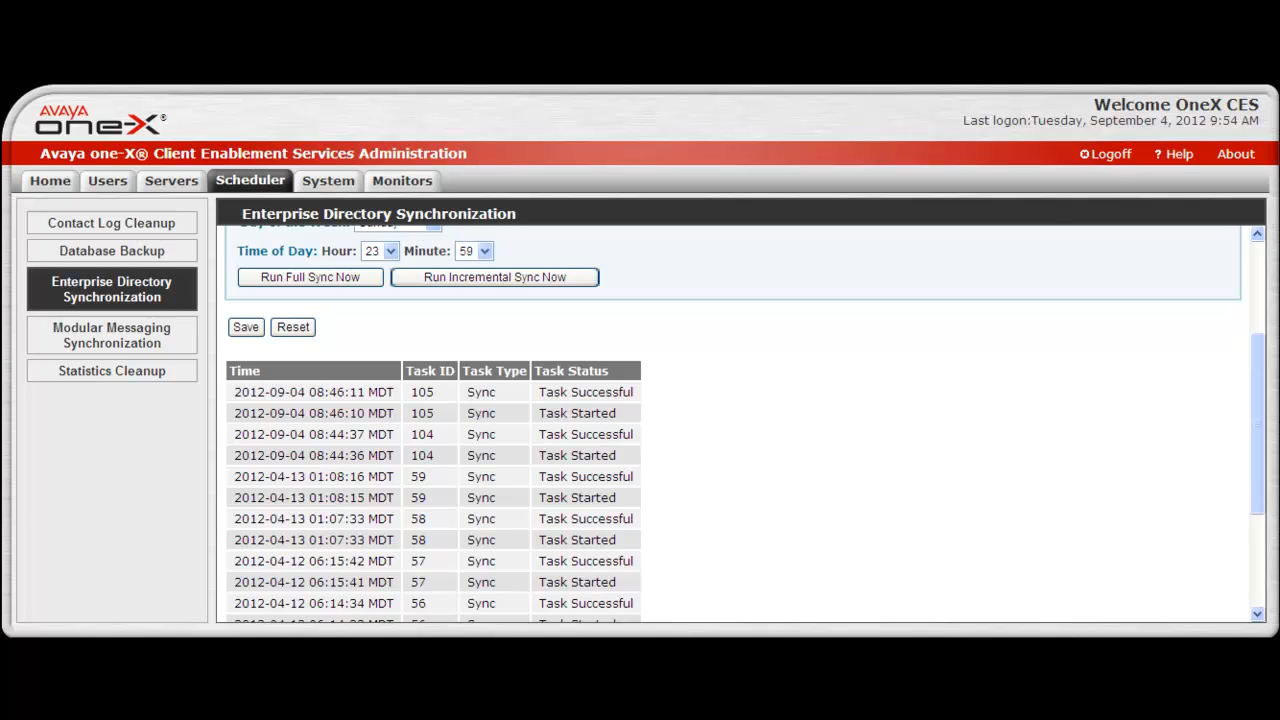 AVAYA
one-X®
Welcome OneX CES
Last logon:Tuesday, September 4, 2012 9:54 AM
Avaya one-X® Client Enablement Services Administration
Logoff ? Help About
Home Users Servers Scheduler System Monitors
Contact Log Cleanup
Database Backup
Enterprise Directory
Synchronization
Modular Messaging
Synchronization
Statistics Cleanup
Enterprise Directory Synchronization
Time of Day: Hour: 23 Minute: 59
Run Full Sync Now Run Incremental Sync Now
Save Reset
Time Task ID Task Type Task Status
2012-09-04 08:46:11 MDT 105 Sync Task Successful
2012-09-04 08:46:10 MDT 105 Sync Task Started
2012-09-04 08:44:37 MDT 104 Sync Task Successful
2012-09-04 08:44:36 MDT 104 Sync Task Started
2012-04-13 01:08:16 MDT 59 Sync Task Successful
2012-04-13 01:08:15 MDT 59 Sync Task Started
2012-04-13 01:07:33 MDT 58 Sync Task Successful
2012-04-13 01:07:33 MDT 58 Sync Task Started
2012-04-12 06:15:42 MDT 57 Sync Task Successful
2012-04-12 06:15:41 MDT 57 Sync Task Started
2012-04-12 06:14:34 MDT 56 Sync Task Successful